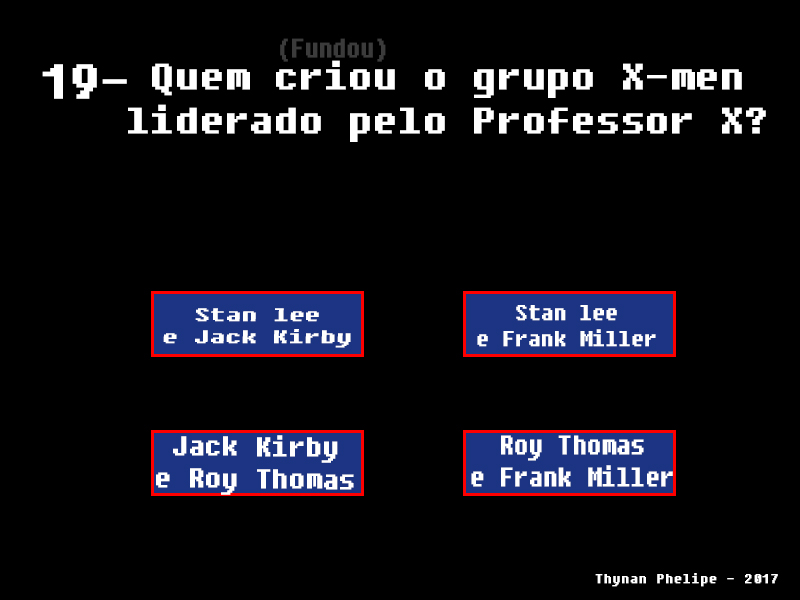 (Fundou)
19- Quem criou o grupo X-men
liderado pelo Professor X?
Stan lee
e Jack Kirby
Stan lee
e Frank Miller
Jack Kirby
e Roy Thomas
Roy Thomas
e Frank Miller
Thynan Phelipe - 2017